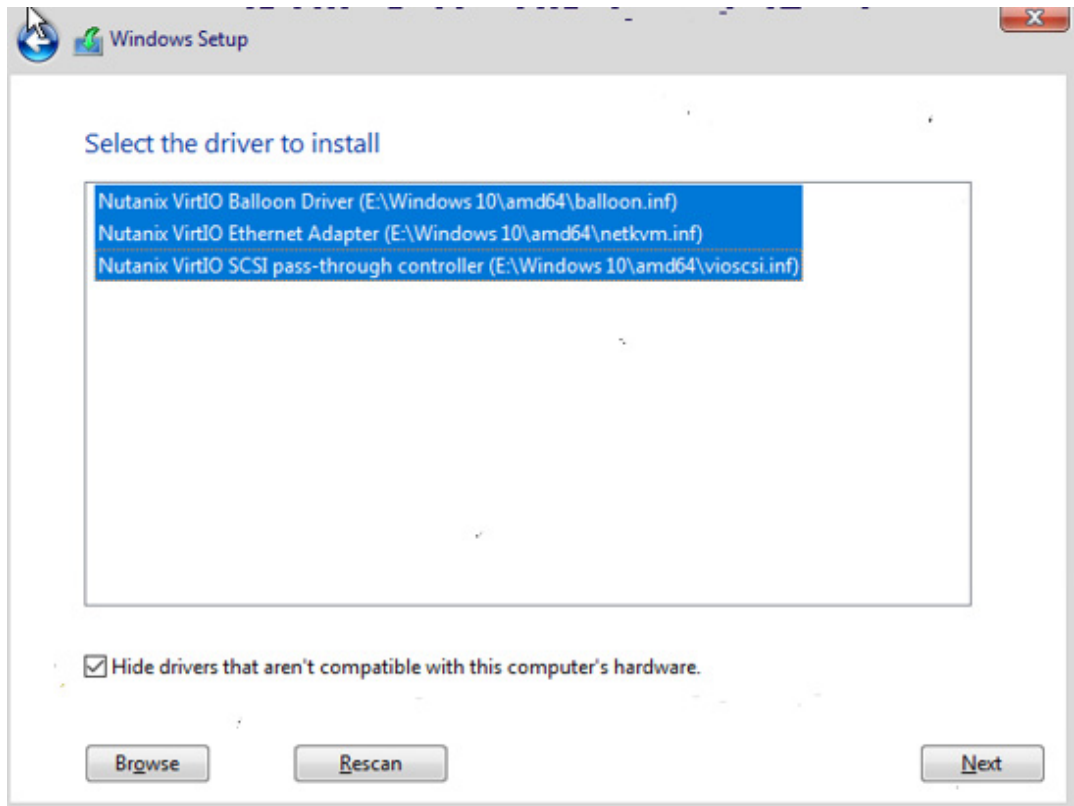 Windows Setup
Select the driver to install
Nutanix VirtIO Balloon Driver (E:\Windows 10\amd64\balloon.inf)
Nutanix VirtIO Ethernet Adapter (E:\Windows 10\amd64\netkvm.inf)
Nutanix VirtIO SCSI pass-through controller (E:\Windows 10\amd64\vioscsi.inf)
Hide drivers that aren't compatible with this computer's hardware.
Browse Rescan Next